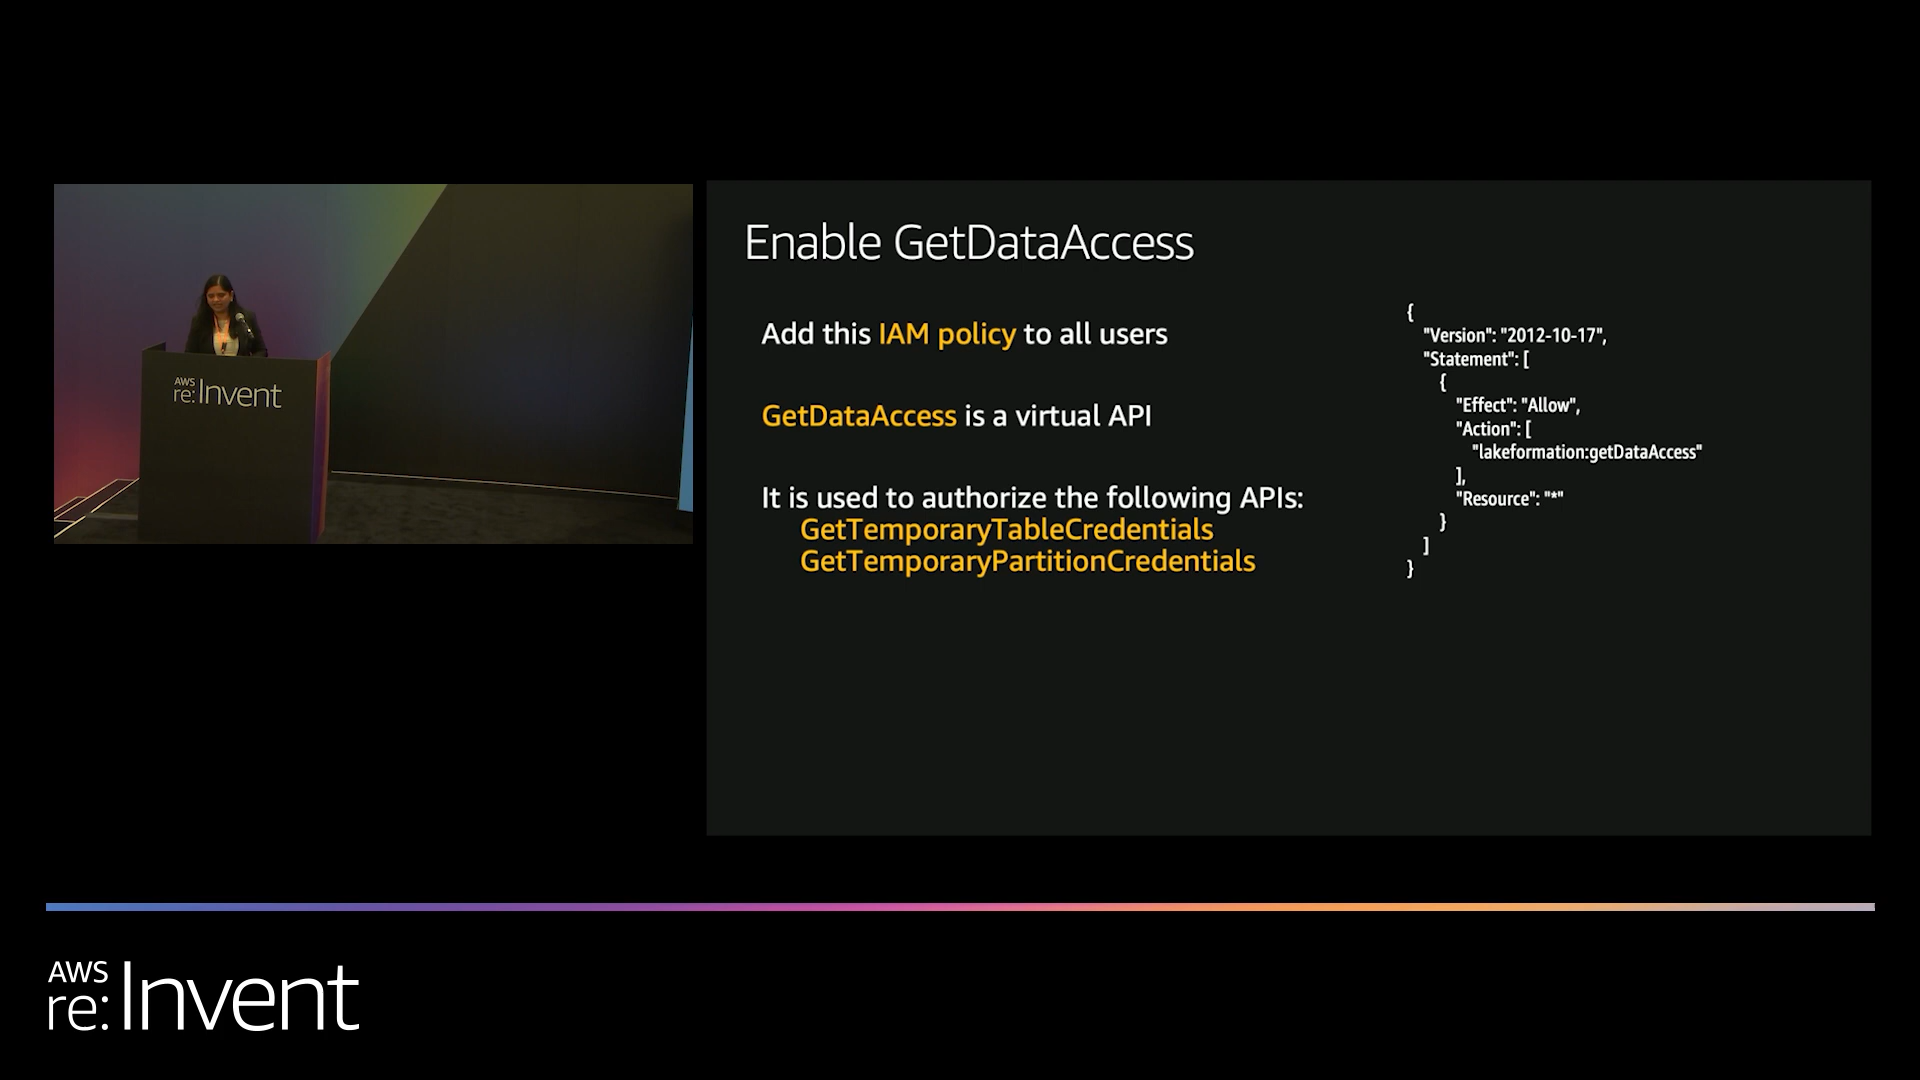 AWS
re:Invent
Enable GetDataAccess
Add this IAM policy to all users
GetDataAccess is a virtual API
It is used to authorize the following APIs:
GetTemporaryTableCredentials
GetTemporaryPartitionCredentials
{
"Version": "2012-10-17",
"Statement": [
{
"Effect": "Allow",
"Action": [
"lakeformation:getDataAccess"
],
"Resource": "*"
}
]
}
AWS
re:Invent